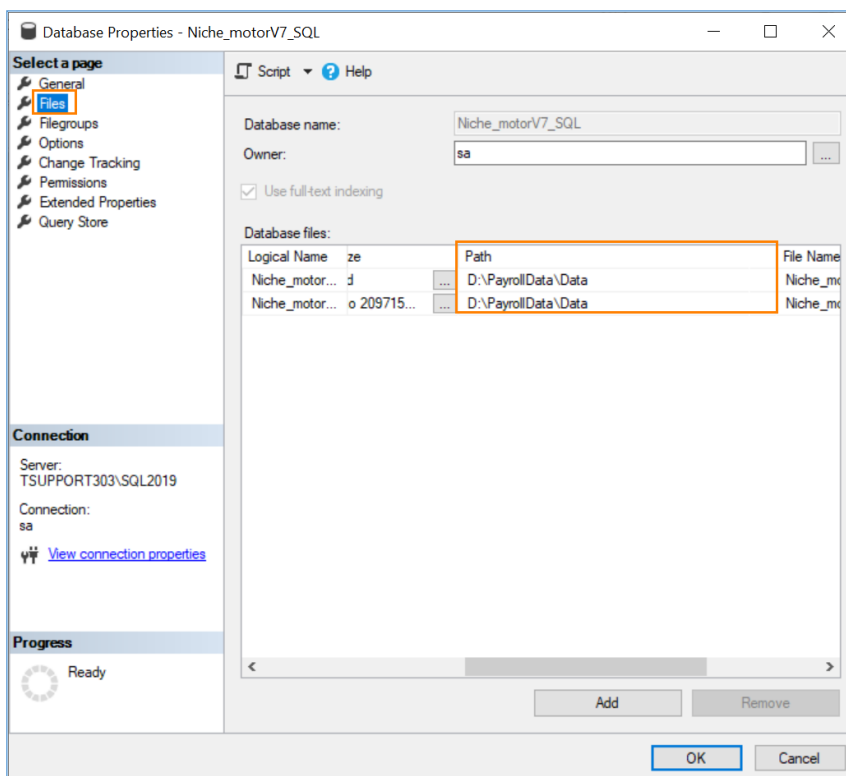 Database Properties - Niche_motorV7_SQL
Select a page
General
Files
Filegroups
Options
Change Tracking
Permissions
Extended Properties
Query Store
Script
Help
Database name: Niche_motorV7_SQL
Owner: sa ...
Use full-text indexing
Database files:
Logical Name ze Path File Name
Niche_motor... d ... D:\PayrollData\Data Niche_mo
Niche_motor... o 209715... ... D:\PayrollData\Data Niche_mo
Connection
Server:
TSUPPORT303\SQL2019
Connection:
sa
View connection properties
Progress
Ready
Add Remove
OK Cancel